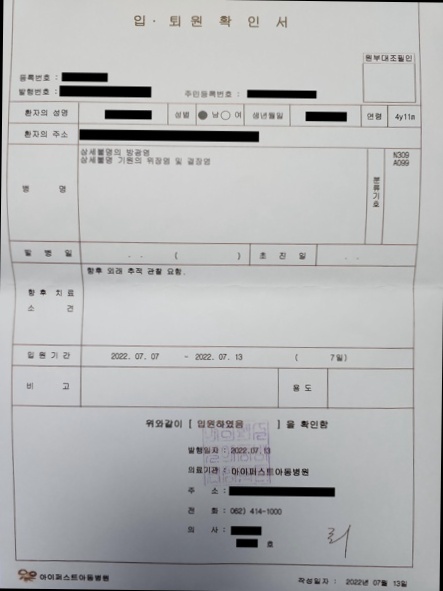 입 · 퇴 원 확 인 서
원부대조필인
등록번호 :
발행번호 : 주민등록번호 :
환자의 성명 성별 남 여 생년월일 연령 4y11m
환자의 주소
병 명 상세불명의 방광염 분류기호 N309
상세불명 기원의 위장염 및 결장염 A099
발 병 일 . . ( ) 초 진 일 . .
향후 치료 소 견 향후 외래 추적 관찰 요함.
입원기간 2022. 07. 07 ~ 2022. 07. 13 ( 7일)
비 고 용 도
위와같이 [ 입원하였음 ] 을 확인함
발행일자 : 2022.07.13
의료기관 : 아이퍼스트아동병원
주 소 :
전 화 : 062) 414-1000
의 사 :
호
아이퍼스트아동병원 작성일자 : 2022년 07월 13일